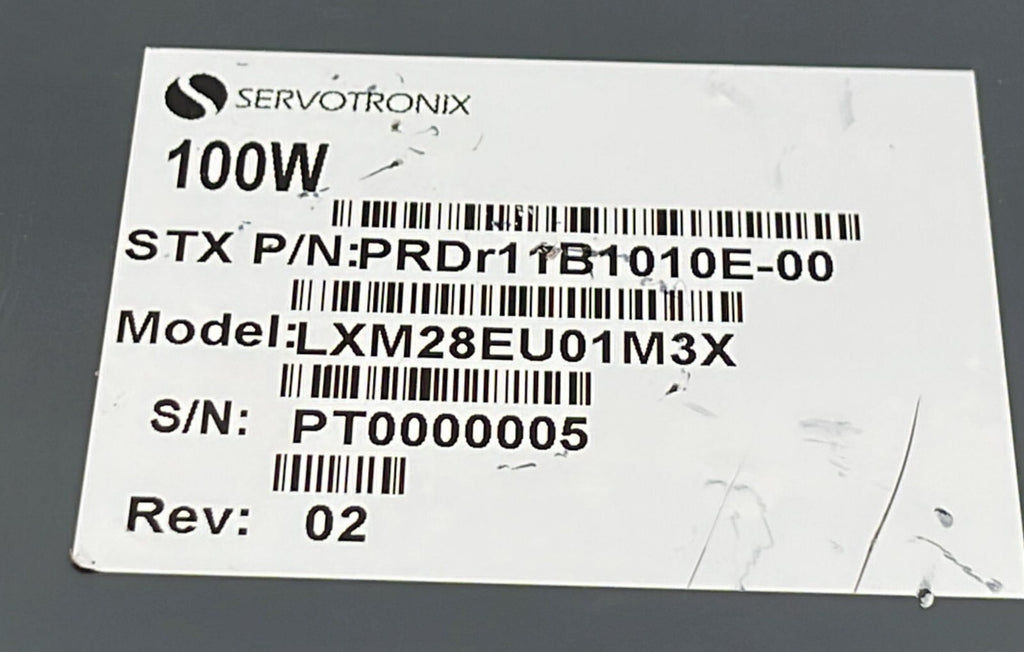 SERVOTRONIX
100W
STX P/N:PRDr11B1010E-00
Model:LXM28EU01M3X
S/N: PT0000005
Rev: 02